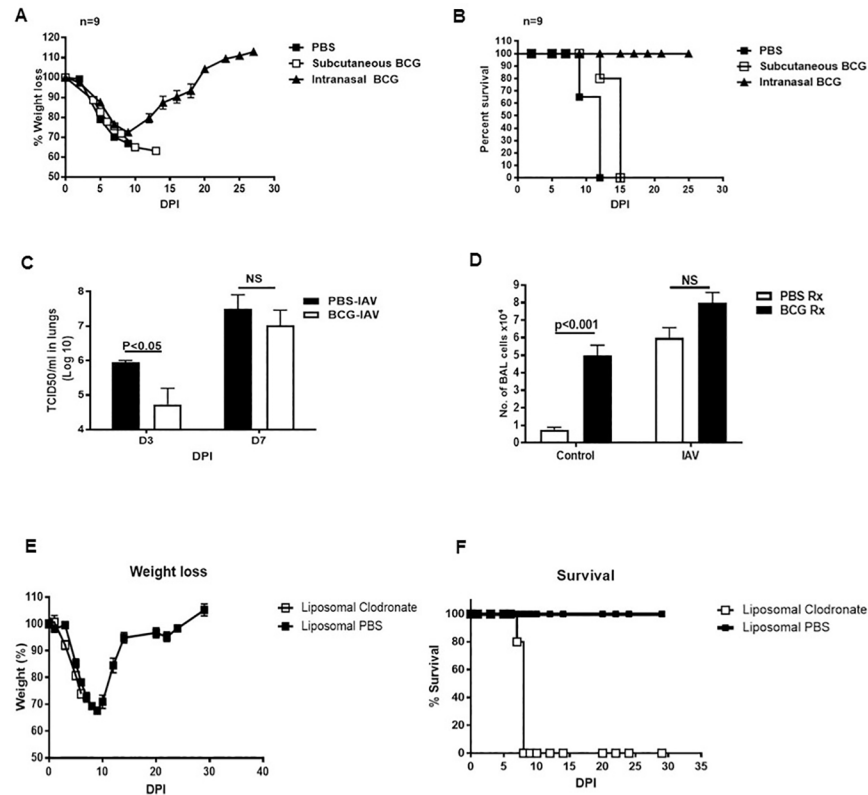 A
n=9
120
110
100
90
80
70
60
50
% Weight loss
0 5 10 15 20 25 30
DPI
PBS
Subcutaneous BCG
Intranasal BCG
B
n=9
100
90
80
70
60
50
40
30
20
10
0
Percent survival
0 5 10 15 20 25 30
DPI
PBS
Subcutaneous BCG
Intranasal BCG
C
8
7
6
5
4
TCID50/ml in lungs
(Log 10)
P<0.05
NS
D3 D7
DPI
PBS-IAV
BCG-IAV
D
9
8
7
6
5
4
3
2
1
0
No. of BAL cells x10⁴
p<0.001
NS
Control IAV
PBS Rx
BCG Rx
E
Weight loss
110
100
90
80
70
60
50
Weight (%)
0 10 20 30 40
DPI
Liposomal Clodronate
Liposomal PBS
F
Survival
100
80
60
40
20
0
% Survival
0 5 10 15 20 25 30 35
DPI
Liposomal Clodronate
Liposomal PBS